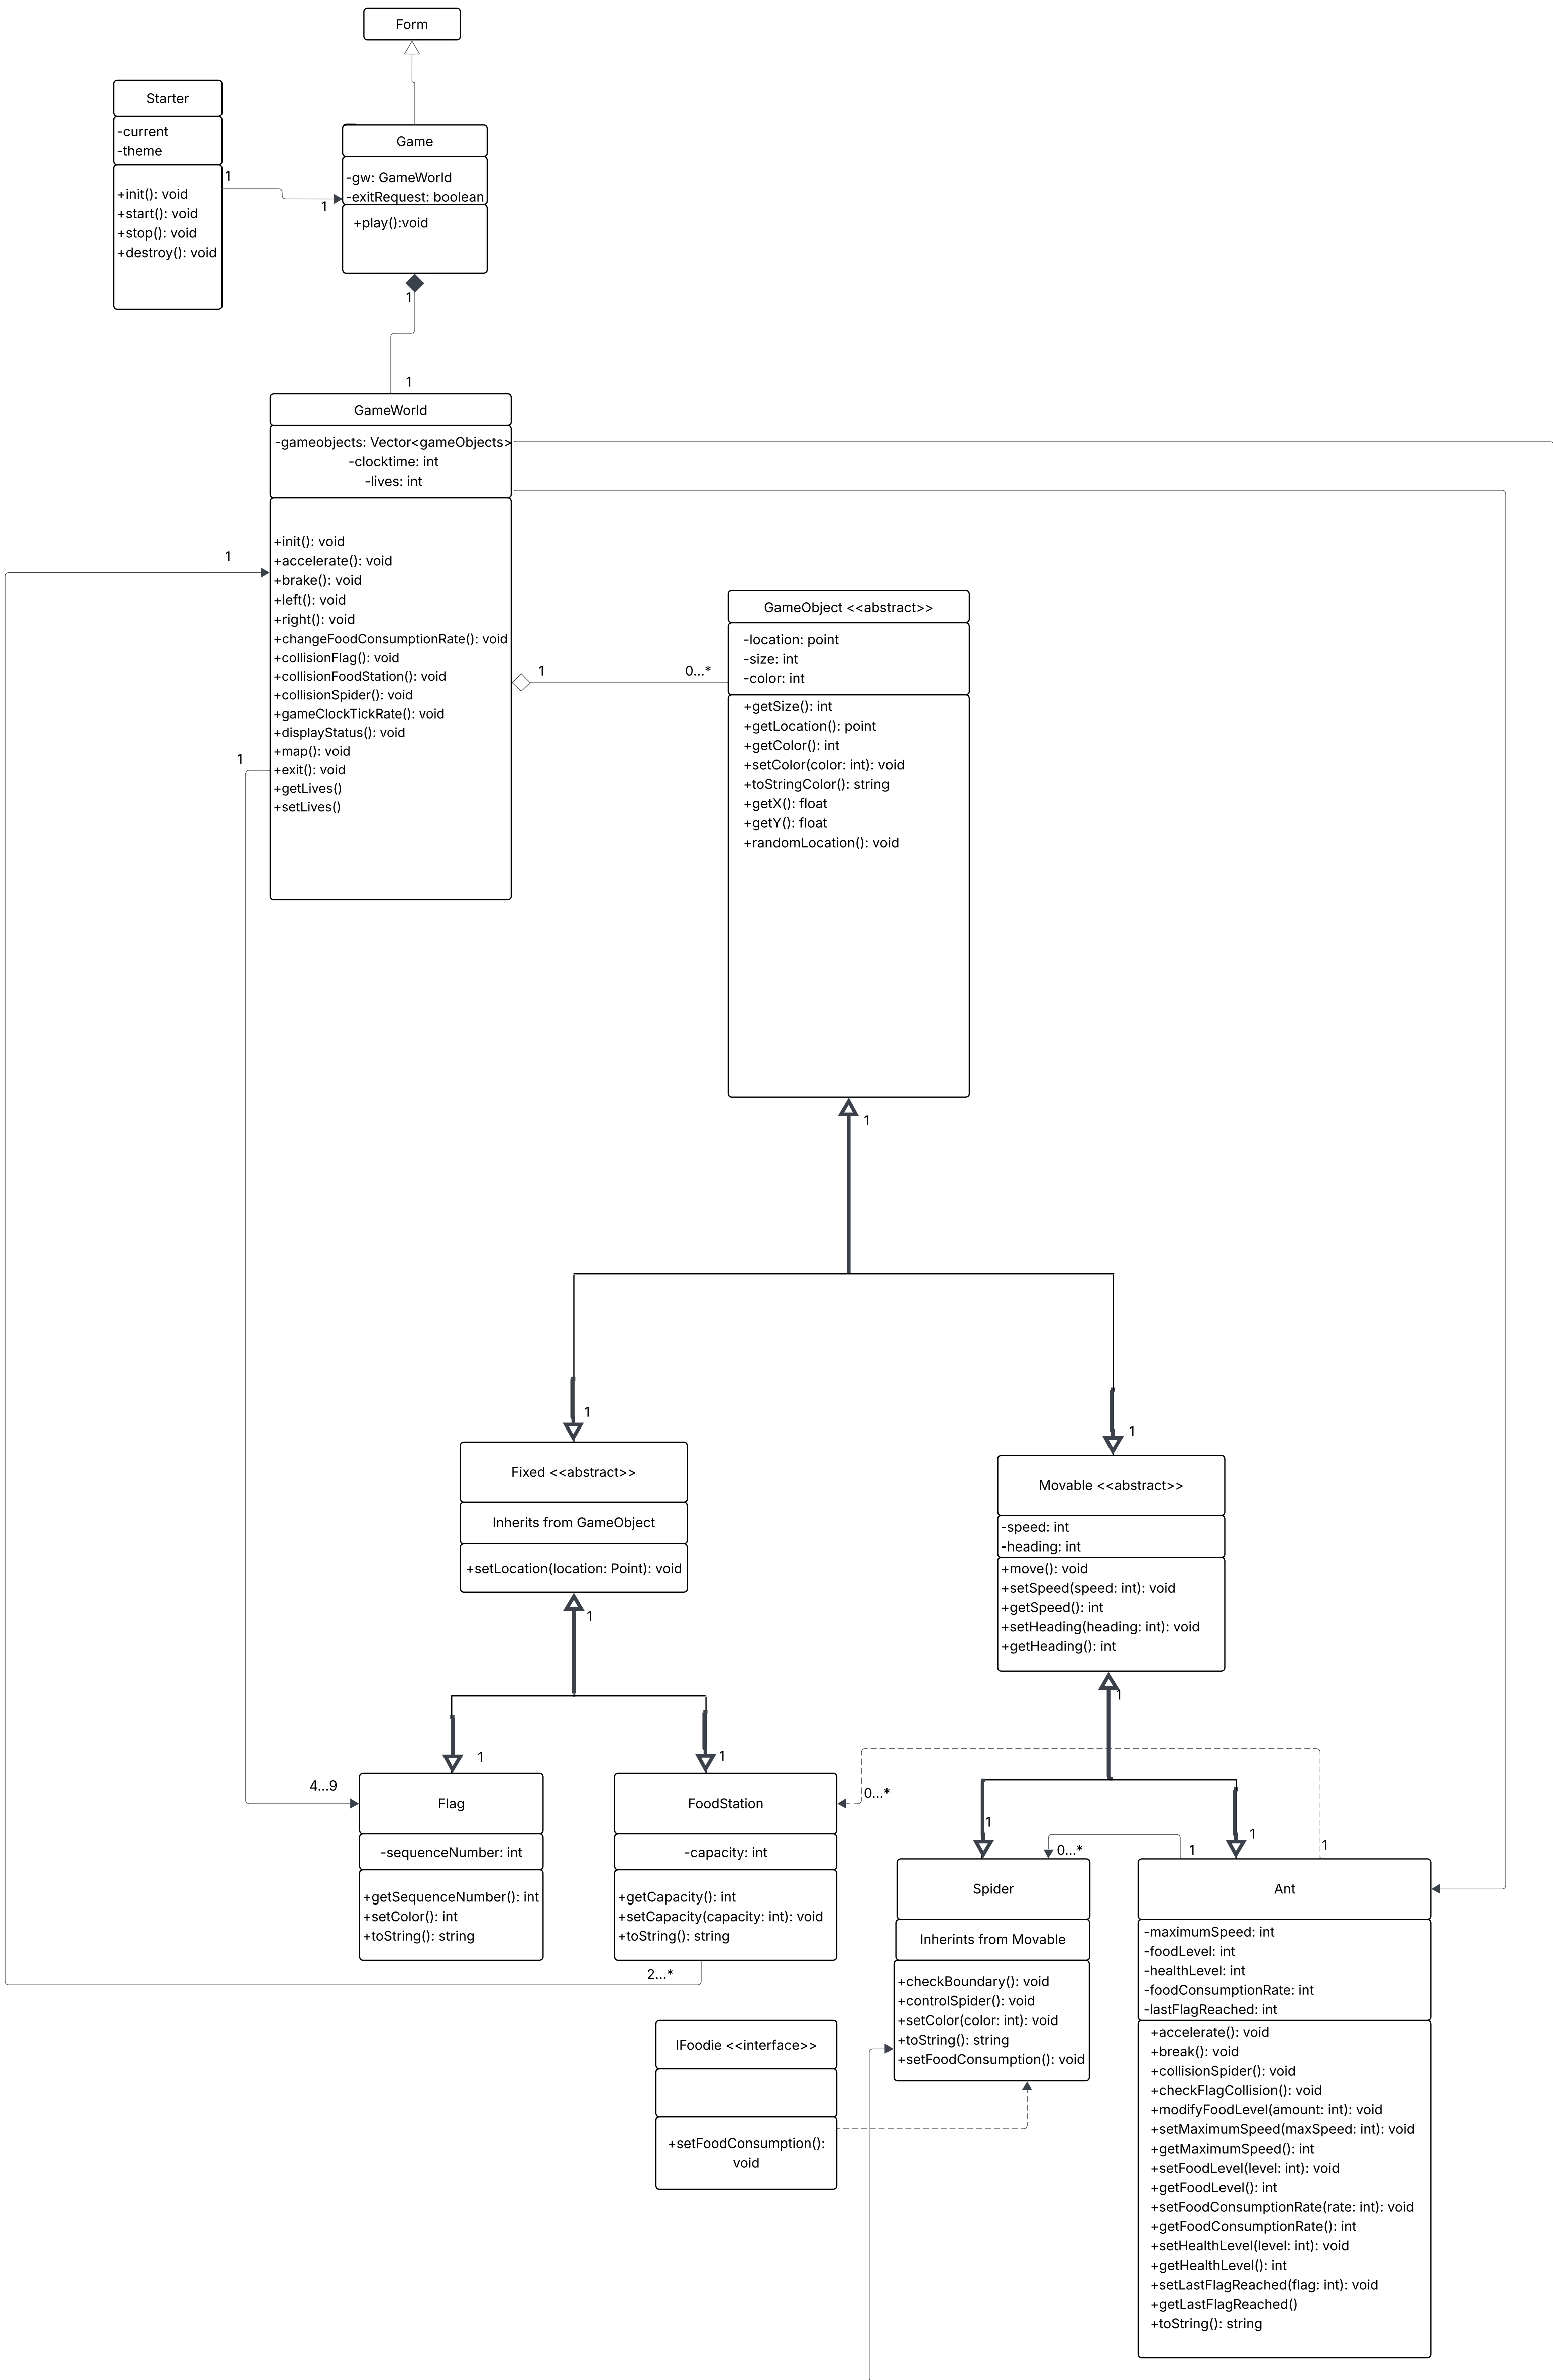 Form
Starter
-current
-theme
+init(): void
+start(): void
+stop(): void
+destroy(): void
1
1
Game
-gw: GameWorld
-exitRequest: boolean
+play():void
1
1
GameWorld
-gameobjects: Vector<gameObjects>
-clocktime: int
-lives: int
+init(): void
+accelerate(): void
+brake(): void
+left(): void
+right(): void
+changeFoodConsumptionRate(): void
+collisionFlag(): void
+collisionFoodStation(): void
+collisionSpider(): void
+gameClockTickRate(): void
+displayStatus(): void
+map(): void
+exit(): void
+getLives()
+setLives()
1
1
1
0...*
GameObject <<abstract>>
-location: point
-size: int
-color: int
+getSize(): int
+getLocation(): point
+getColor(): int
+setColor(color: int): void
+toStringColor(): string
+getX(): float
+getY(): float
+randomLocation(): void
1
1
1
Fixed <<abstract>>
Inherits from GameObject
+setLocation(location: Point): void
1
Movable <<abstract>>
-speed: int
-heading: int
+move(): void
+setSpeed(speed: int): void
+getSpeed(): int
+setHeading(heading: int): void
+getHeading(): int
1
1
1
4...9
Flag
-sequenceNumber: int
+getSequenceNumber(): int
+setColor(): int
+toString(): string
FoodStation
-capacity: int
+getCapacity(): int
+setCapacity(capacity: int): void
+toString(): string
0...*
2...*
1
0...*
1
1
1
Spider
Inherints from Movable
+checkBoundary(): void
+controlSpider(): void
+setColor(color: int): void
+toString(): string
+setFoodConsumption(): void
Ant
-maximumSpeed: int
-foodLevel: int
-healthLevel: int
-foodConsumptionRate: int
-lastFlagReached: int
+accelerate(): void
+break(): void
+collisionSpider(): void
+checkFlagCollision(): void
+modifyFoodLevel(amount: int): void
+setMaximumSpeed(maxSpeed: int): void
+getMaximumSpeed(): int
+setFoodLevel(level: int): void
+getFoodLevel(): int
+setFoodConsumptionRate(rate: int): void
+getFoodConsumptionRate(): int
+setHealthLevel(level: int): void
+getHealthLevel(): int
+setLastFlagReached(flag: int): void
+getLastFlagReached()
+toString(): string
IFoodie <<interface>>
+setFoodConsumption():
void